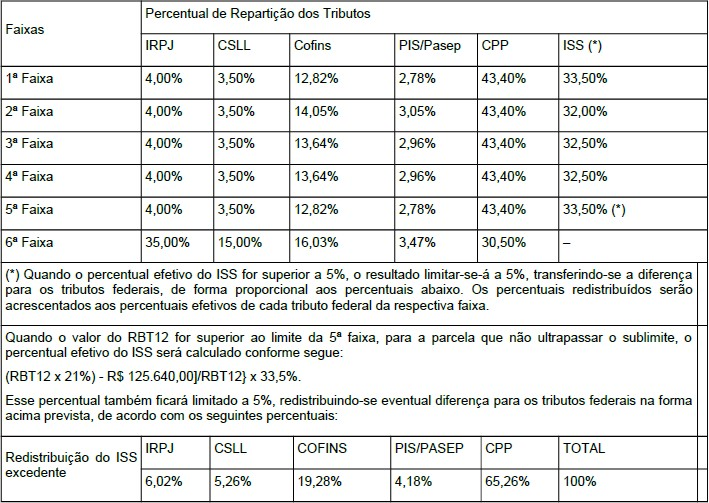 Faixas
Percentual de Repartição dos Tributos
IRPJ CSLL Cofins PIS/Pasep CPP ISS (*)
1ª Faixa 4,00% 3,50% 12,82% 2,78% 43,40% 33,50%
2ª Faixa 4,00% 3,50% 14,05% 3,05% 43,40% 32,00%
3ª Faixa 4,00% 3,50% 13,64% 2,96% 43,40% 32,50%
4ª Faixa 4,00% 3,50% 13,64% 2,96% 43,40% 32,50%
5ª Faixa 4,00% 3,50% 12,82% 2,78% 43,40% 33,50% (*)
6ª Faixa 35,00% 15,00% 16,03% 3,47% 30,50% –
(*) Quando o percentual efetivo do ISS for superior a 5%, o resultado limitar-se-á a 5%, transferindo-se a diferença
para os tributos federais, de forma proporcional aos percentuais abaixo. Os percentuais redistribuídos serão
acrescentados aos percentuais efetivos de cada tributo federal da respectiva faixa.
Quando o valor do RBT12 for superior ao limite da 5ª faixa, para a parcela que não ultrapassar o sublimite, o
percentual efetivo do ISS será calculado conforme segue:
(RBT12 x 21%) - R$ 125.640,00]/RBT12} x 33,5%.
Esse percentual também ficará limitado a 5%, redistribuindo-se eventual diferença para os tributos federais na forma
acima prevista, de acordo com os seguintes percentuais:
Redistribuição do ISS
excedente
IRPJ CSLL COFINS PIS/PASEP CPP TOTAL
6,02% 5,26% 19,28% 4,18% 65,26% 100%